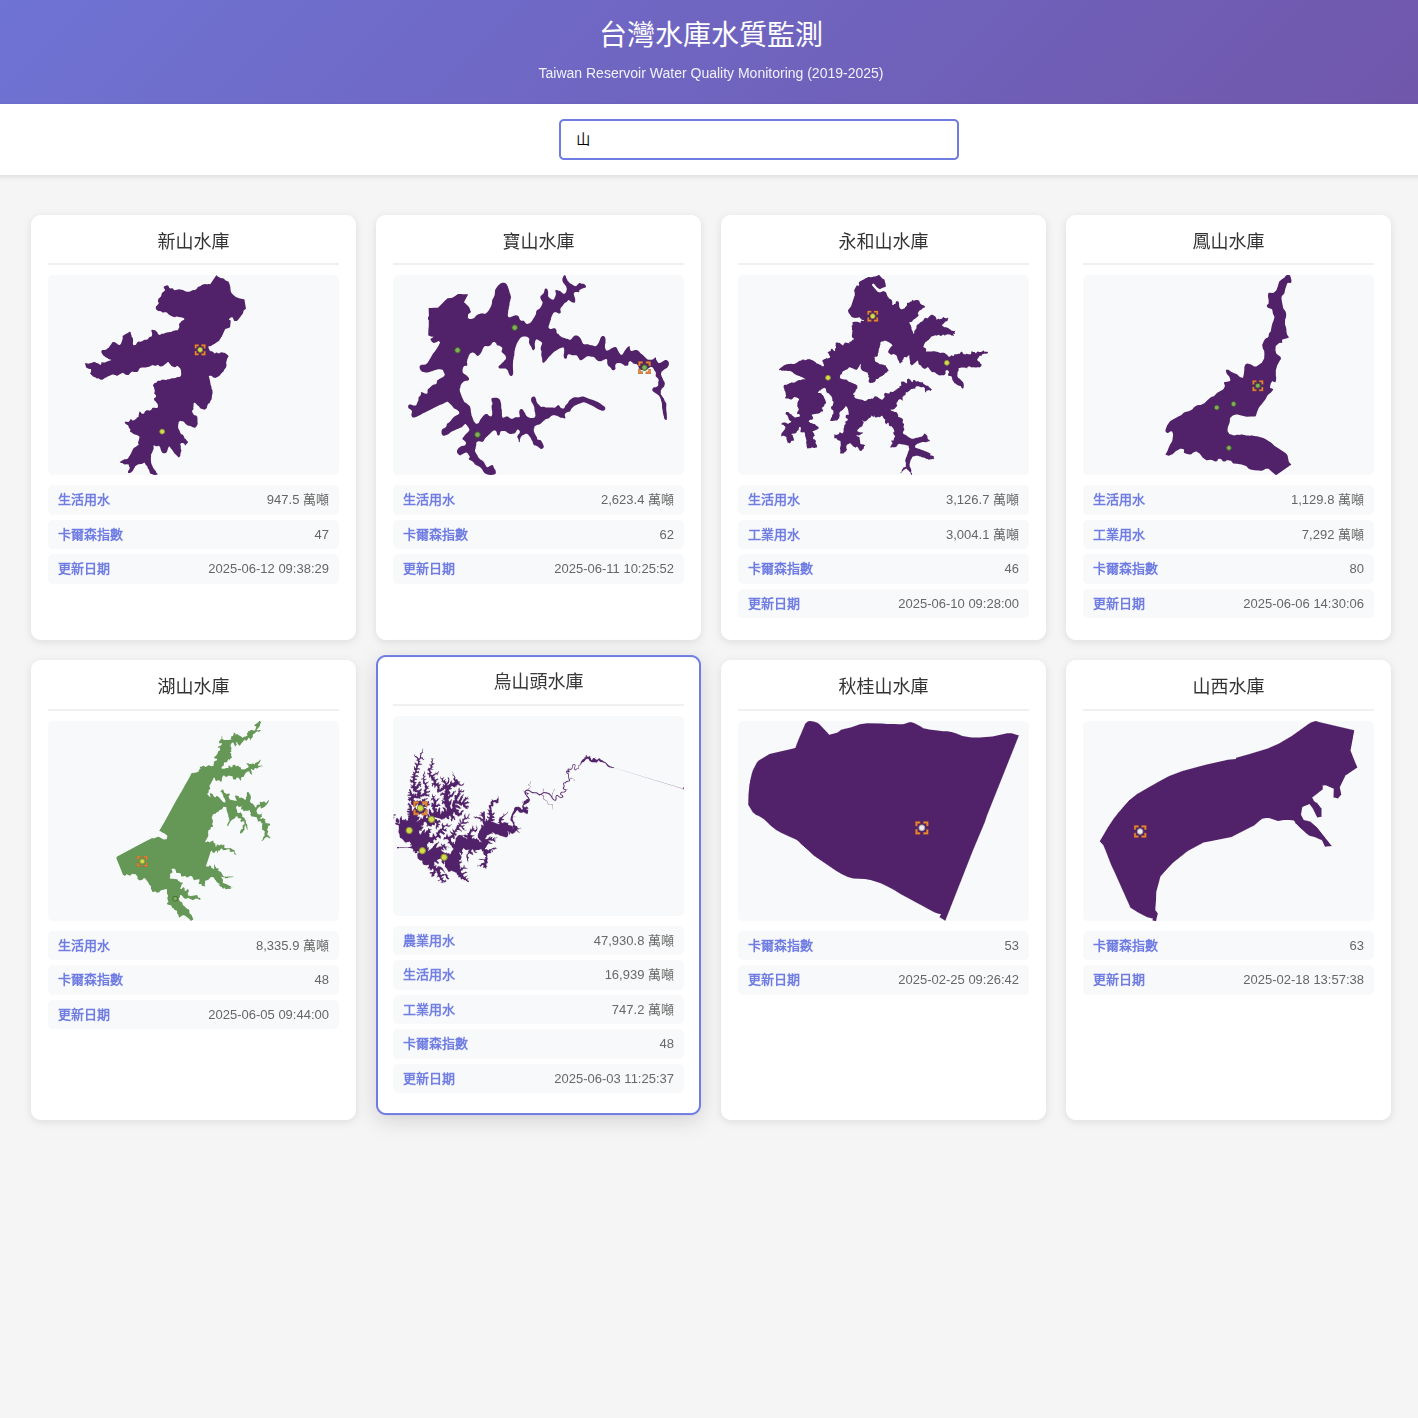 台灣水庫水質監測
Taiwan Reservoir Water Quality Monitoring (2019-2025)
山
新山水庫
生活用水 947.5 萬噸
卡爾森指數 47
更新日期 2025-06-12 09:38:29
寶山水庫
生活用水 2,623.4 萬噸
卡爾森指數 62
更新日期 2025-06-11 10:25:52
永和山水庫
生活用水 3,126.7 萬噸
工業用水 3,004.1 萬噸
卡爾森指數 46
更新日期 2025-06-10 09:28:00
鳳山水庫
生活用水 1,129.8 萬噸
工業用水 7,292 萬噸
卡爾森指數 80
更新日期 2025-06-06 14:30:06
湖山水庫
生活用水 8,335.9 萬噸
卡爾森指數 48
更新日期 2025-06-05 09:44:00
烏山頭水庫
農業用水 47,930.8 萬噸
生活用水 16,939 萬噸
工業用水 747.2 萬噸
卡爾森指數 48
更新日期 2025-06-03 11:25:37
秋桂山水庫
卡爾森指數 53
更新日期 2025-02-25 09:26:42
山西水庫
卡爾森指數 63
更新日期 2025-02-18 13:57:38